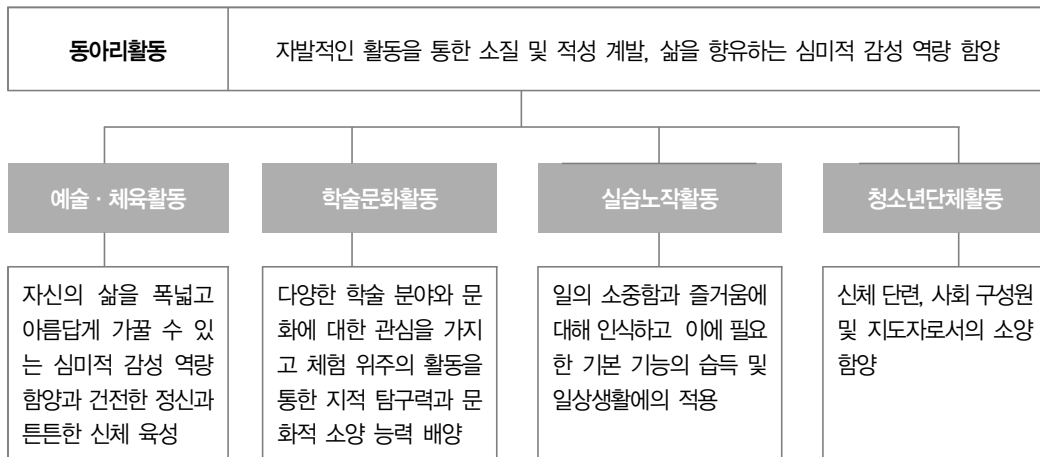 동아리활동
자발적인 활동을 통한 소질 및 적성 계발, 삶을 향유하는 심미적 감성 역량 함양
예술 · 체육활동
학술문화활동
실습노작활동
청소년단체활동
자신의 삶을 폭넓고
아름답게 가꿀 수 있
는 심미적 감성 역량
함양과 건전한 정신과
튼튼한 신체 육성
다양한 학술 분야와 문
화에 대한 관심을 가지
고 체험 위주의 활동을
통한 지적 탐구력과 문
화적 소양 능력 배양
일의 소중함과 즐거움에
대해 인식하고 이에 필요
한 기본 기능의 습득 및
일상생활에의 적용
신체 단련, 사회 구성원
및 지도자로서의 소양
함양